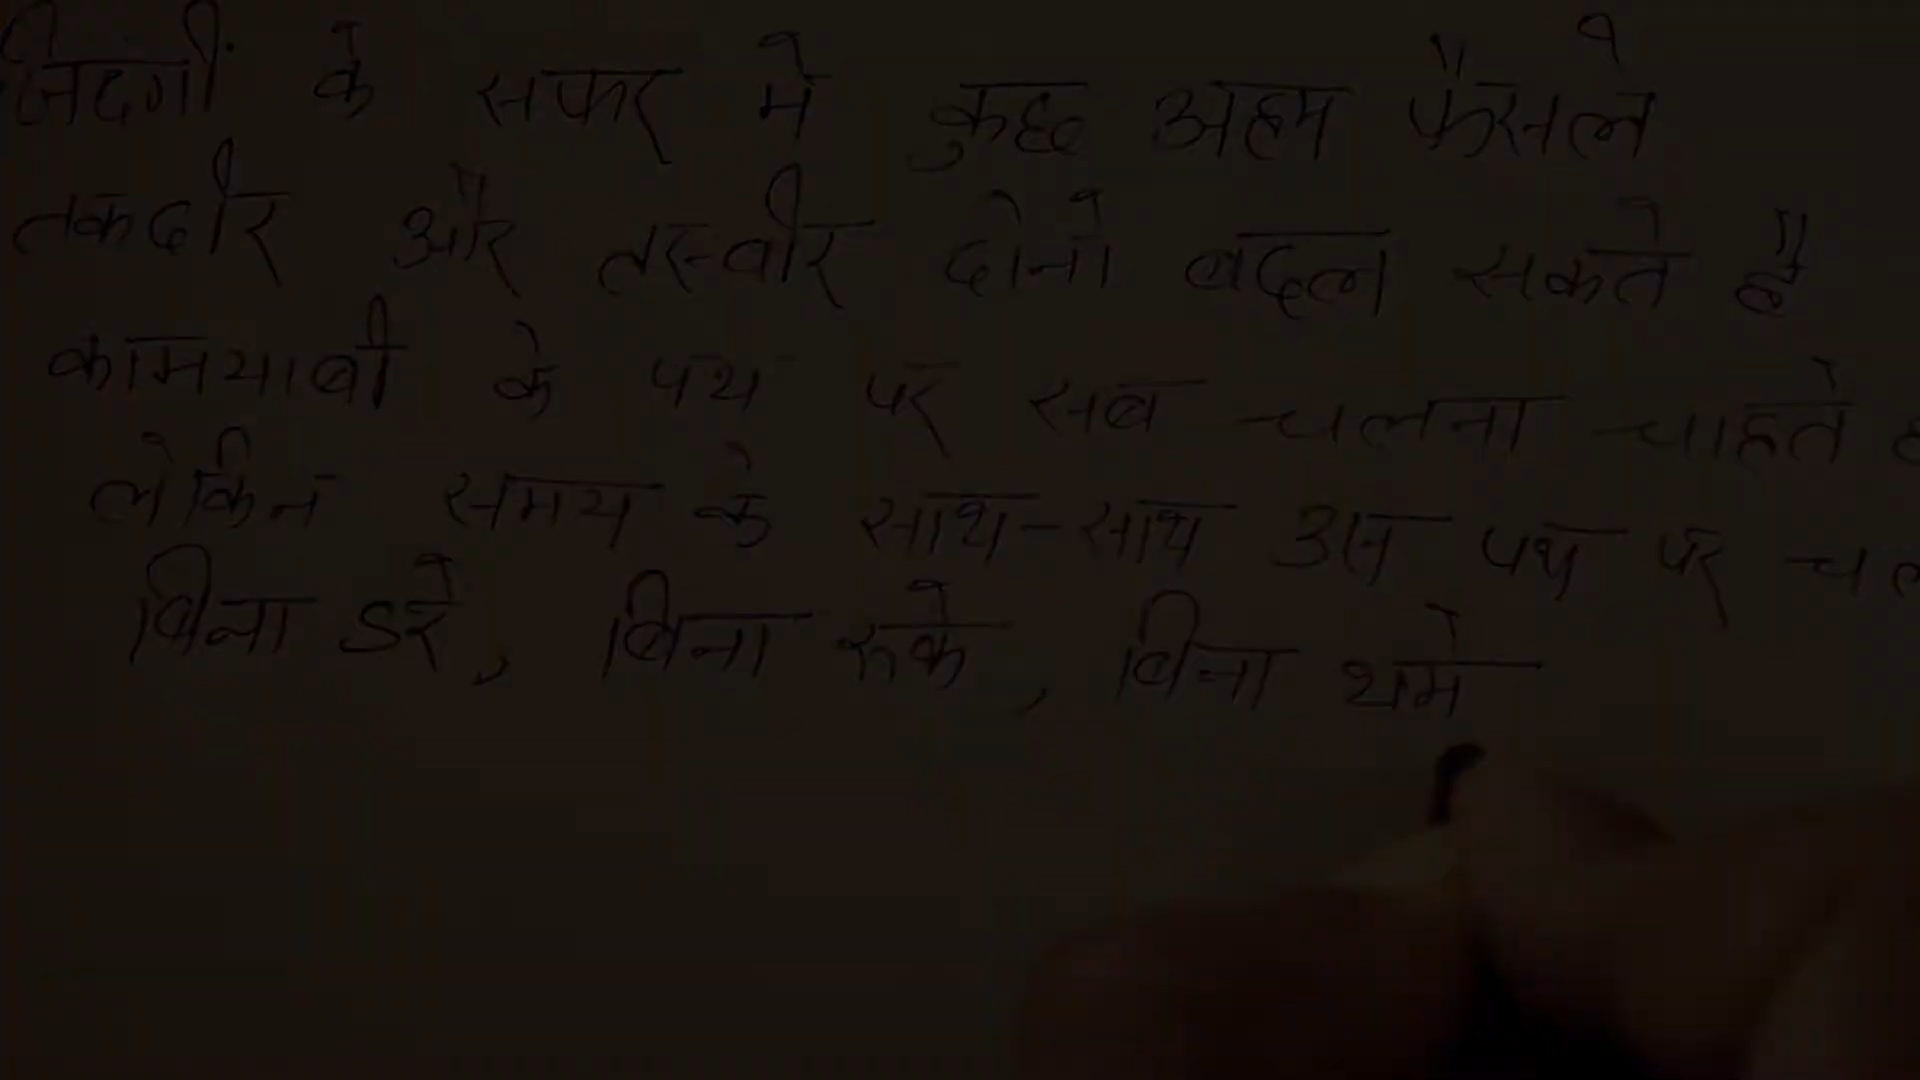 जिंदगी के सफर मे कुछ अहम फैसले
तकदीर और तस्वीर दोनो बदल सकते है
कामयाबी के पथ पर सब चलना चाहते
लेकिन समय के साथ-साथ उस पथ पर
बिना डरे, बिना रुके, बिना थमे